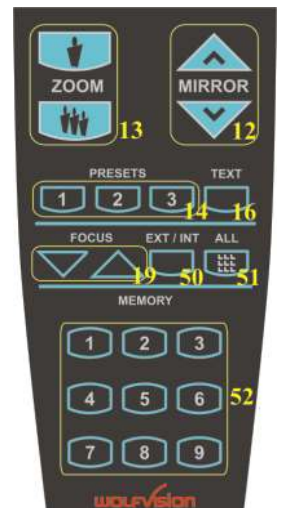 ZOOM
MIRROR
13
12
PRESETS
TEXT
1 2 3
14
16
FOCUS
EXT / INT
ALL
19
50
51
MEMORY
1 2 3
4 5 6
52
7 8 9
WOLFVISION